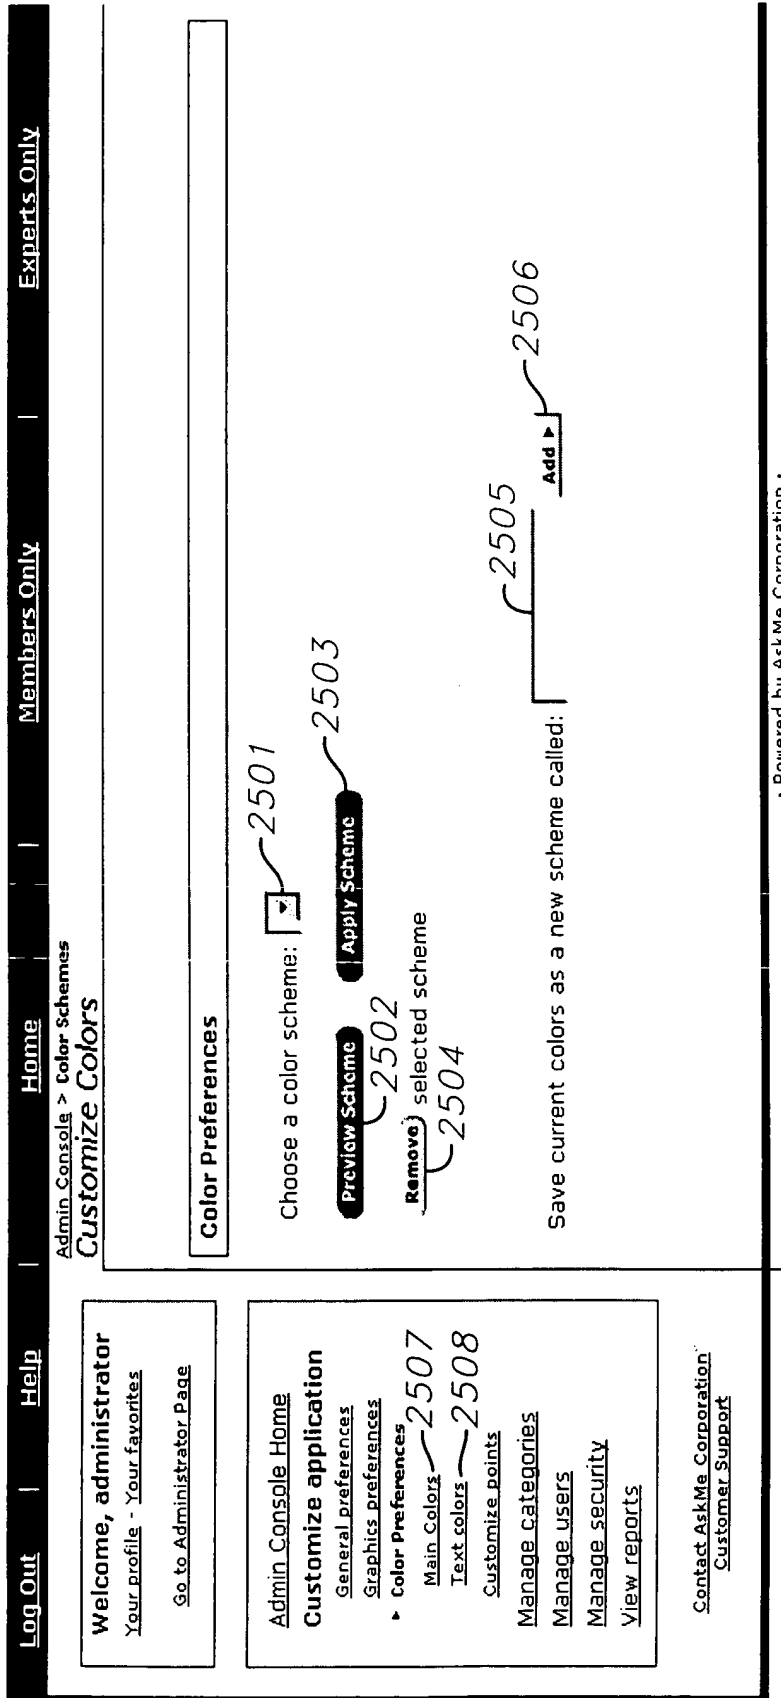 Log Out | Help | Home | Members Only | Experts Only
Welcome, administrator
Your profile - Your favorites
Go to Administrator Page
Admin Console Home
Customize application
General preferences
Graphics preferences
▸ Color Preferences
Main Colors 2507
Text colors 2508
Customize points
Manage categories
Manage users
Manage security
View reports
Contact AskMe Corporation
Customer Support
Admin Console > Color Schemes
Customize Colors
Color Preferences
Choose a color scheme: 2501
Preview Scheme Apply Scheme 2503
2502
Remove selected scheme
2504
2505
Save current colors as a new scheme called: Add ▸ 2506
• Powered by AskMe Corporation •